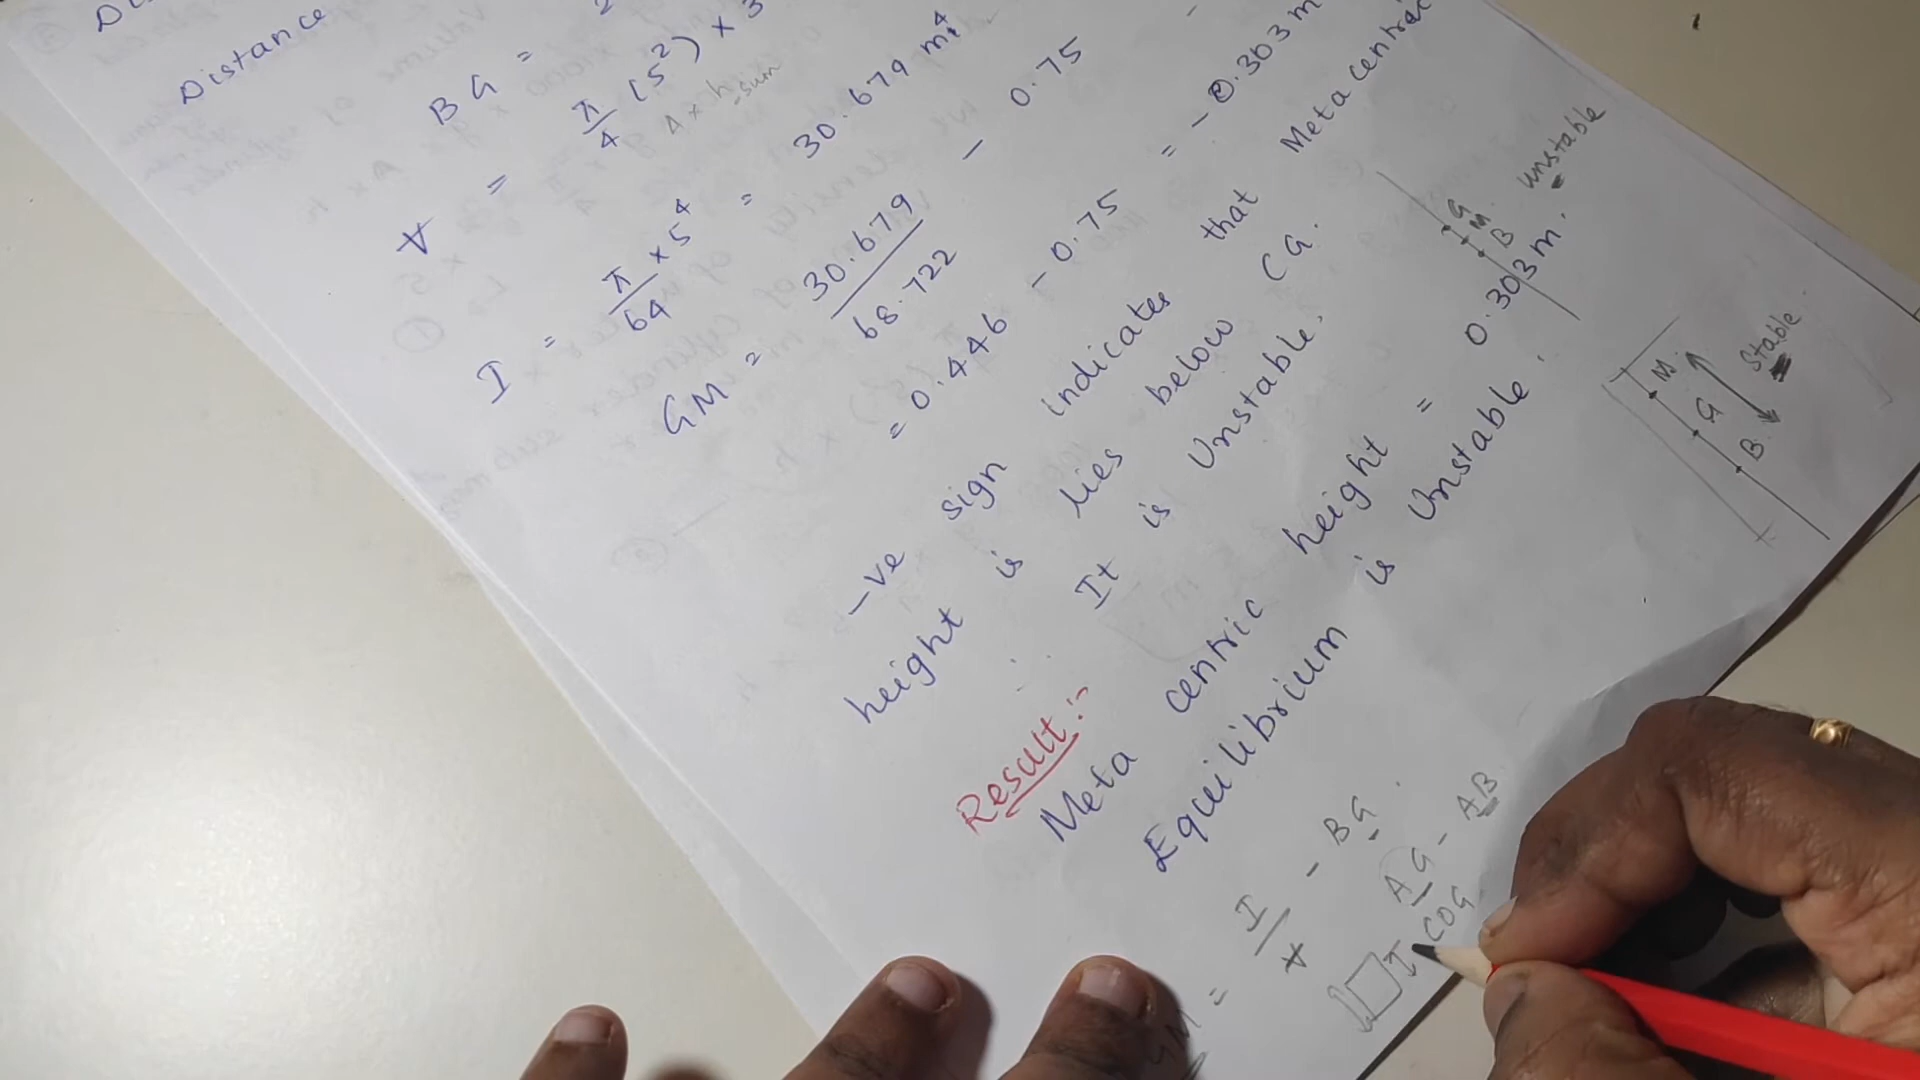 Distance
BG = 2
∀ = π/4 (5²) × 3
A × h - sum
I = π/64 × 5⁴ = 30.679 m⁴
GM = 30.679/68.722 - 0.75
= 0.446 - 0.75 = - 0.303 m
-ve sign indicates that Meta centric
height is lies below CG.
∴ It is Unstable.
Result :-
Meta centric height = 0.303 m.
Equilibrium is Unstable.
G
M.
B
Unstable
M.
G
B.
Stable.
GM = I/∀ - BG.
AG - AB
COG